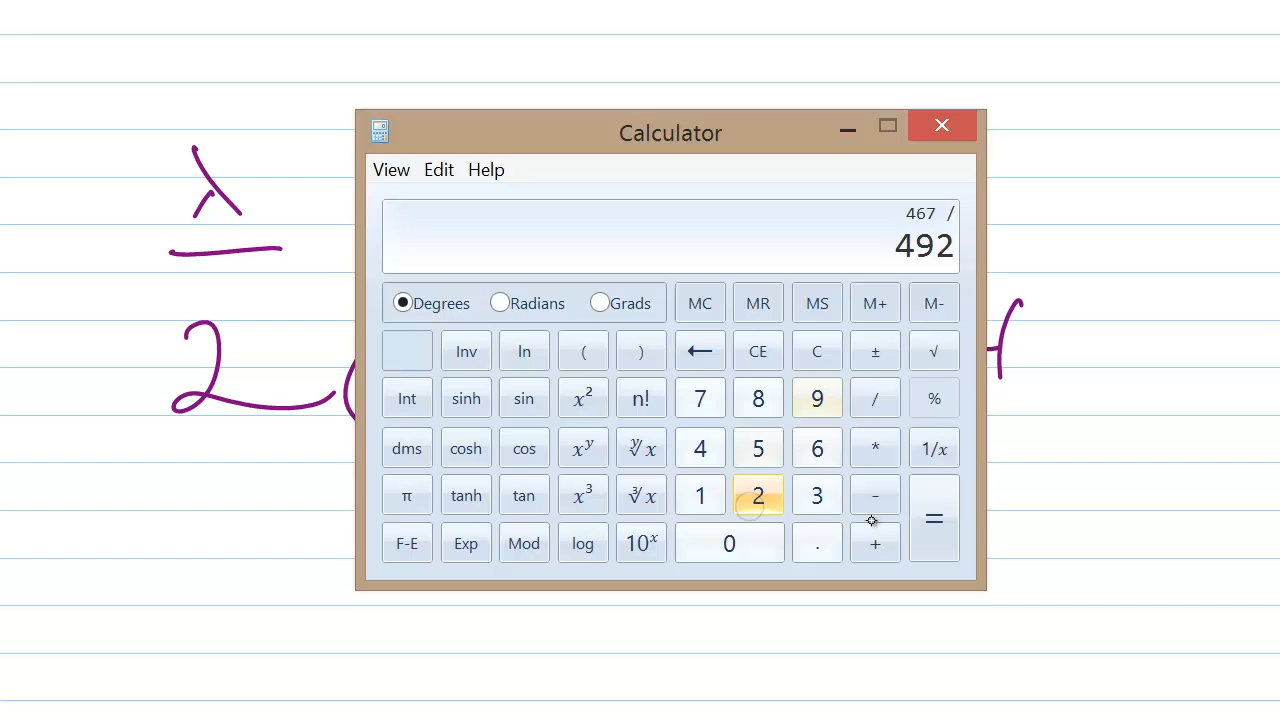 Calculator
View Edit Help
467 /
492
Degrees Radians Grads MC MR MS M+ M-
Inv ln ( ) ← CE C ± √
Int sinh sin x² n! 7 8 9 / %
dms cosh cos xʸ ʸ√x 4 5 6 * 1/x
π tanh tan x³ ³√x 1 2 3 - =
F-E Exp Mod log 10ˣ 0 . +
λ
2